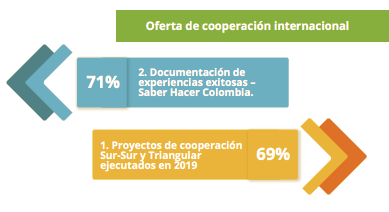 Oferta de cooperación internacional
71%
2. Documentación de
experiencias exitosas –
Saber Hacer Colombia.
1. Proyectos de cooperación
Sur-Sur y Triangular
ejecutados en 2019
69%